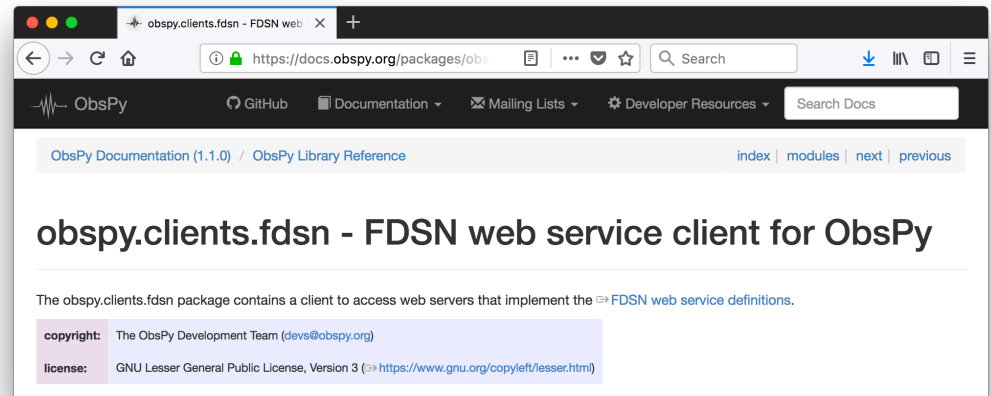 obspy.clients.fdsn - FDSN web
https://docs.obspy.org/packages/obs
Search
ObsPy GitHub Documentation Mailing Lists Developer Resources Search Docs
ObsPy Documentation (1.1.0) / ObsPy Library Reference index | modules | next | previous
obspy.clients.fdsn - FDSN web service client for ObsPy
The obspy.clients.fdsn package contains a client to access web servers that implement the FDSN web service definitions.
copyright: The ObsPy Development Team (devs@obspy.org)
license: GNU Lesser General Public License, Version 3 (https://www.gnu.org/copyleft/lesser.html)